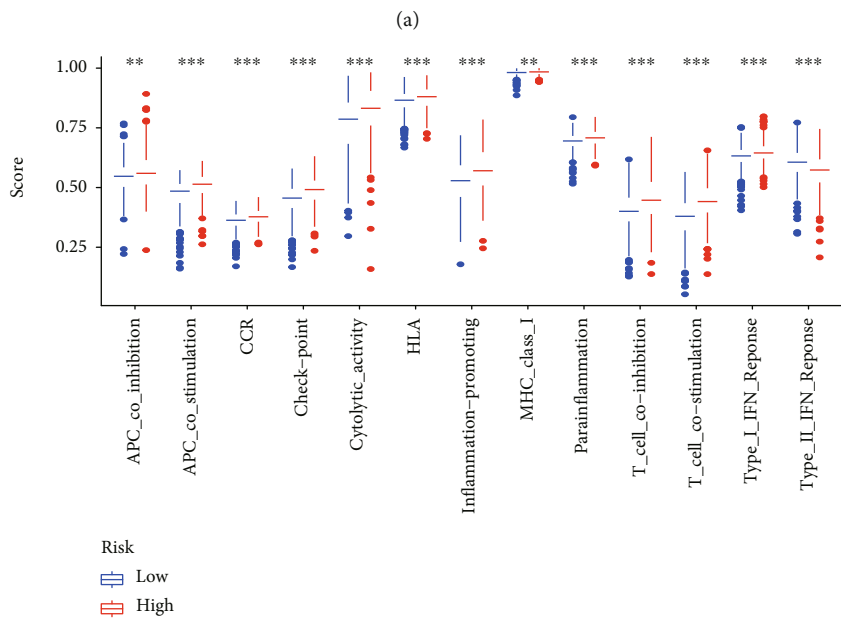 (a)
** *** *** *** *** *** *** ** *** *** *** *** ***
1.00
0.75
0.50
0.25
Score
APC_co_inhibition
APC_co_stimulation
CCR
Check−point
Cytolytic_activity
HLA
Inflammation−promoting
MHC_class_I
Parainflammation
T_cell_co−inhibition
T_cell_co−stimulation
Type_I_IFN_Reponse
Type_II_IFN_Reponse
Risk
Low
High